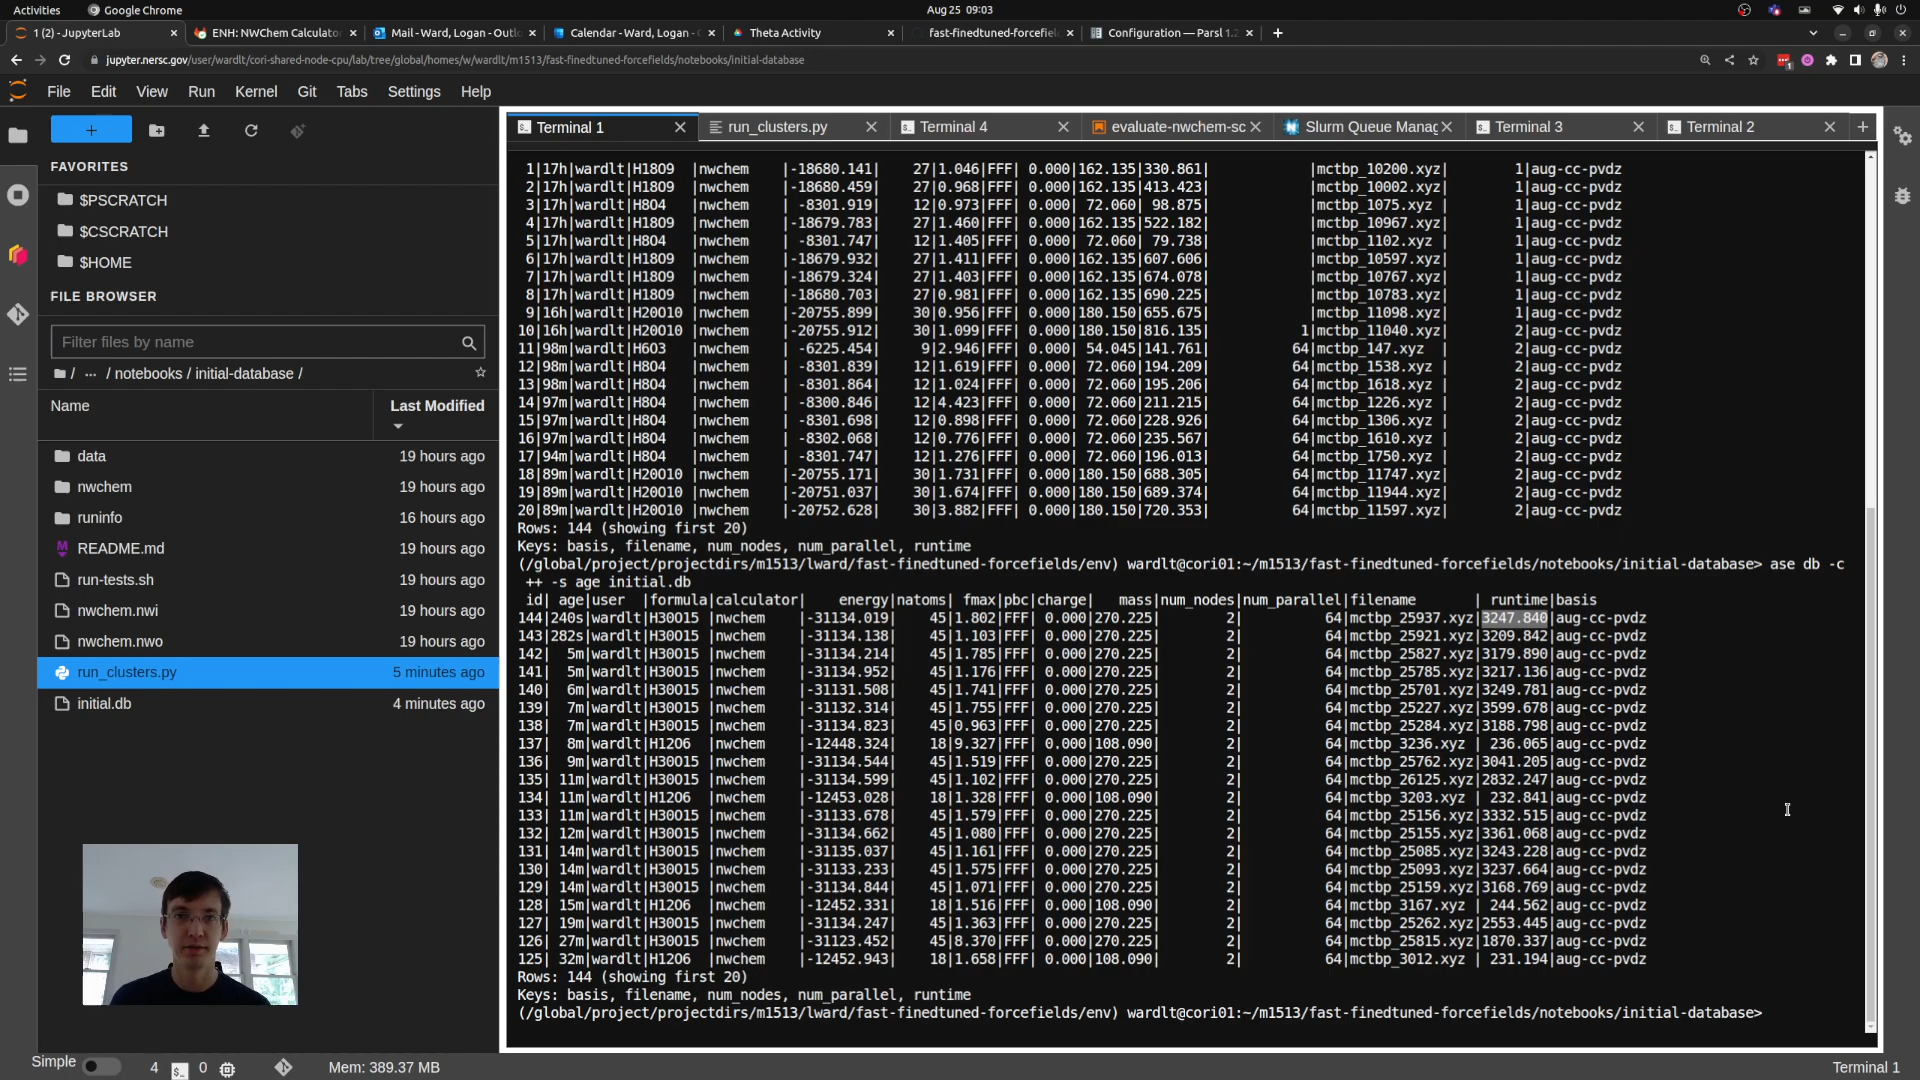 Activities
Google Chrome
Aug 25 09:03
1 (2) - JupyterLab
ENH: NWChem Calculator
Mail - Ward, Logan - Outlo
Calendar - Ward, Logan -
Theta Activity
fast-finedtuned-forcefiel
Configuration — Parsl 1.2
jupyter.nersc.gov/user/wardlt/cori-shared-node-cpu/lab/tree/global/homes/w/wardlt/m1513/fast-finedtuned-forcefields/notebooks/initial-database
File Edit View Run Kernel Git Tabs Settings Help
FAVORITES
$PSCRATCH
$CSCRATCH
$HOME
FILE BROWSER
Filter files by name
/ ... / notebooks / initial-database /
Name Last Modified
data 19 hours ago
nwchem 19 hours ago
runinfo 16 hours ago
README.md 19 hours ago
run-tests.sh 19 hours ago
nwchem.nwi 19 hours ago
nwchem.nwo 19 hours ago
run_clusters.py 5 minutes ago
initial.db 4 minutes ago
Terminal 1
run_clusters.py
Terminal 4
evaluate-nwchem-sc
Slurm Queue Manag
Terminal 3
Terminal 2
1|17h|wardlt|H18O9 |nwchem |-18680.141| 27|1.046|FFF| 0.000|162.135|330.861| |mctbp_10200.xyz| 1|aug-cc-pvdz
2|17h|wardlt|H18O9 |nwchem |-18680.459| 27|0.968|FFF| 0.000|162.135|413.423| |mctbp_10002.xyz| 1|aug-cc-pvdz
3|17h|wardlt|H8O4 |nwchem | -8301.919| 12|0.973|FFF| 0.000| 72.060| 98.875| |mctbp_1075.xyz | 1|aug-cc-pvdz
4|17h|wardlt|H18O9 |nwchem |-18679.783| 27|1.460|FFF| 0.000|162.135|522.182| |mctbp_10967.xyz| 1|aug-cc-pvdz
5|17h|wardlt|H8O4 |nwchem | -8301.747| 12|1.405|FFF| 0.000| 72.060| 79.738| |mctbp_1102.xyz | 1|aug-cc-pvdz
6|17h|wardlt|H18O9 |nwchem |-18679.932| 27|1.411|FFF| 0.000|162.135|607.606| |mctbp_10597.xyz| 1|aug-cc-pvdz
7|17h|wardlt|H18O9 |nwchem |-18679.324| 27|1.403|FFF| 0.000|162.135|674.078| |mctbp_10767.xyz| 1|aug-cc-pvdz
8|17h|wardlt|H18O9 |nwchem |-18680.703| 27|0.981|FFF| 0.000|162.135|690.225| |mctbp_10783.xyz| 1|aug-cc-pvdz
9|16h|wardlt|H20O10 |nwchem |-20755.899| 30|0.956|FFF| 0.000|180.150|655.675| |mctbp_11098.xyz| 1|aug-cc-pvdz
10|16h|wardlt|H20O10 |nwchem |-20755.912| 30|1.099|FFF| 0.000|180.150|816.135| 1|mctbp_11040.xyz| 2|aug-cc-pvdz
11|98m|wardlt|H6O3 |nwchem | -6225.454| 9|2.946|FFF| 0.000| 54.045|141.761| 64|mctbp_147.xyz | 2|aug-cc-pvdz
12|98m|wardlt|H8O4 |nwchem | -8301.839| 12|1.619|FFF| 0.000| 72.060|194.209| 64|mctbp_1538.xyz | 2|aug-cc-pvdz
13|98m|wardlt|H8O4 |nwchem | -8301.864| 12|1.024|FFF| 0.000| 72.060|195.206| 64|mctbp_1618.xyz | 2|aug-cc-pvdz
14|97m|wardlt|H8O4 |nwchem | -8300.846| 12|4.423|FFF| 0.000| 72.060|211.215| 64|mctbp_1226.xyz | 2|aug-cc-pvdz
15|97m|wardlt|H8O4 |nwchem | -8301.698| 12|0.898|FFF| 0.000| 72.060|228.926| 64|mctbp_1306.xyz | 2|aug-cc-pvdz
16|97m|wardlt|H8O4 |nwchem | -8302.068| 12|0.776|FFF| 0.000| 72.060|235.567| 64|mctbp_1610.xyz | 2|aug-cc-pvdz
17|94m|wardlt|H8O4 |nwchem | -8301.747| 12|1.276|FFF| 0.000| 72.060|196.013| 64|mctbp_1750.xyz | 2|aug-cc-pvdz
18|89m|wardlt|H20O10 |nwchem |-20755.171| 30|1.731|FFF| 0.000|180.150|688.305| 64|mctbp_11747.xyz| 2|aug-cc-pvdz
19|89m|wardlt|H20O10 |nwchem |-20751.037| 30|1.674|FFF| 0.000|180.150|689.374| 64|mctbp_11944.xyz| 2|aug-cc-pvdz
20|89m|wardlt|H20O10 |nwchem |-20752.628| 30|3.882|FFF| 0.000|180.150|720.353| 64|mctbp_11597.xyz| 2|aug-cc-pvdz
Rows: 144 (showing first 20)
Keys: basis, filename, num_nodes, num_parallel, runtime
(/global/project/projectdirs/m1513/lward/fast-finedtuned-forcefields/env) wardlt@cori01:~/m1513/fast-finedtuned-forcefields/notebooks/initial-database> ase db -c
++ -s age initial.db
id| age|user |formula|calculator| energy|natoms| fmax|pbc|charge| mass|num_nodes|num_parallel|filename | runtime|basis
144|240s|wardlt|H30O15 |nwchem |-31134.019| 45|1.802|FFF| 0.000|270.225| 2| 64|mctbp_25937.xyz|3247.840|aug-cc-pvdz
143|282s|wardlt|H30O15 |nwchem |-31134.138| 45|1.103|FFF| 0.000|270.225| 2| 64|mctbp_25921.xyz|3209.842|aug-cc-pvdz
142| 5m|wardlt|H30O15 |nwchem |-31134.214| 45|1.785|FFF| 0.000|270.225| 2| 64|mctbp_25827.xyz|3179.890|aug-cc-pvdz
141| 5m|wardlt|H30O15 |nwchem |-31134.952| 45|1.176|FFF| 0.000|270.225| 2| 64|mctbp_25785.xyz|3217.136|aug-cc-pvdz
140| 6m|wardlt|H30O15 |nwchem |-31131.508| 45|1.741|FFF| 0.000|270.225| 2| 64|mctbp_25701.xyz|3249.781|aug-cc-pvdz
139| 7m|wardlt|H30O15 |nwchem |-31132.314| 45|1.755|FFF| 0.000|270.225| 2| 64|mctbp_25227.xyz|3599.678|aug-cc-pvdz
138| 7m|wardlt|H30O15 |nwchem |-31134.823| 45|0.963|FFF| 0.000|270.225| 2| 64|mctbp_25284.xyz|3188.798|aug-cc-pvdz
137| 8m|wardlt|H12O6 |nwchem |-12448.324| 18|9.327|FFF| 0.000|108.090| 2| 64|mctbp_3236.xyz | 236.065|aug-cc-pvdz
136| 9m|wardlt|H30O15 |nwchem |-31134.544| 45|1.519|FFF| 0.000|270.225| 2| 64|mctbp_25762.xyz|3041.205|aug-cc-pvdz
135| 11m|wardlt|H30O15 |nwchem |-31134.599| 45|1.102|FFF| 0.000|270.225| 2| 64|mctbp_26125.xyz|2832.247|aug-cc-pvdz
134| 11m|wardlt|H12O6 |nwchem |-12453.028| 18|1.328|FFF| 0.000|108.090| 2| 64|mctbp_3203.xyz | 232.841|aug-cc-pvdz
133| 11m|wardlt|H30O15 |nwchem |-31133.678| 45|1.579|FFF| 0.000|270.225| 2| 64|mctbp_25156.xyz|3332.515|aug-cc-pvdz
132| 12m|wardlt|H30O15 |nwchem |-31134.662| 45|1.080|FFF| 0.000|270.225| 2| 64|mctbp_25155.xyz|3361.068|aug-cc-pvdz
131| 14m|wardlt|H30O15 |nwchem |-31135.037| 45|1.161|FFF| 0.000|270.225| 2| 64|mctbp_25085.xyz|3243.228|aug-cc-pvdz
130| 14m|wardlt|H30O15 |nwchem |-31133.233| 45|1.575|FFF| 0.000|270.225| 2| 64|mctbp_25093.xyz|3237.664|aug-cc-pvdz
129| 14m|wardlt|H30O15 |nwchem |-31134.844| 45|1.071|FFF| 0.000|270.225| 2| 64|mctbp_25159.xyz|3168.769|aug-cc-pvdz
128| 15m|wardlt|H12O6 |nwchem |-12452.331| 18|1.516|FFF| 0.000|108.090| 2| 64|mctbp_3167.xyz | 244.562|aug-cc-pvdz
127| 19m|wardlt|H30O15 |nwchem |-31134.247| 45|1.363|FFF| 0.000|270.225| 2| 64|mctbp_25262.xyz|2553.445|aug-cc-pvdz
126| 27m|wardlt|H30O15 |nwchem |-31123.452| 45|8.370|FFF| 0.000|270.225| 2| 64|mctbp_25815.xyz|1870.337|aug-cc-pvdz
125| 32m|wardlt|H12O6 |nwchem |-12452.943| 18|1.658|FFF| 0.000|108.090| 2| 64|mctbp_3012.xyz | 231.194|aug-cc-pvdz
Rows: 144 (showing first 20)
Keys: basis, filename, num_nodes, num_parallel, runtime
(/global/project/projectdirs/m1513/lward/fast-finedtuned-forcefields/env) wardlt@cori01:~/m1513/fast-finedtuned-forcefields/notebooks/initial-database>
Simple 4 0 Mem: 389.37 MB Terminal 1